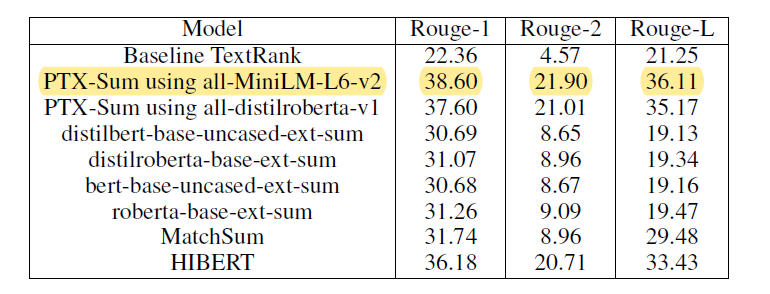 Model Rouge-1 Rouge-2 Rouge-L
Baseline TextRank 22.36 4.57 21.25
PTX-Sum using all-MiniLM-L6-v2 38.60 21.90 36.11
PTX-Sum using all-distilroberta-v1 37.60 21.01 35.17
distilbert-base-uncased-ext-sum 30.69 8.65 19.13
distilroberta-base-ext-sum 31.07 8.96 19.34
bert-base-uncased-ext-sum 30.68 8.67 19.16
roberta-base-ext-sum 31.26 9.09 19.47
MatchSum 31.74 8.96 29.48
HIBERT 36.18 20.71 33.43